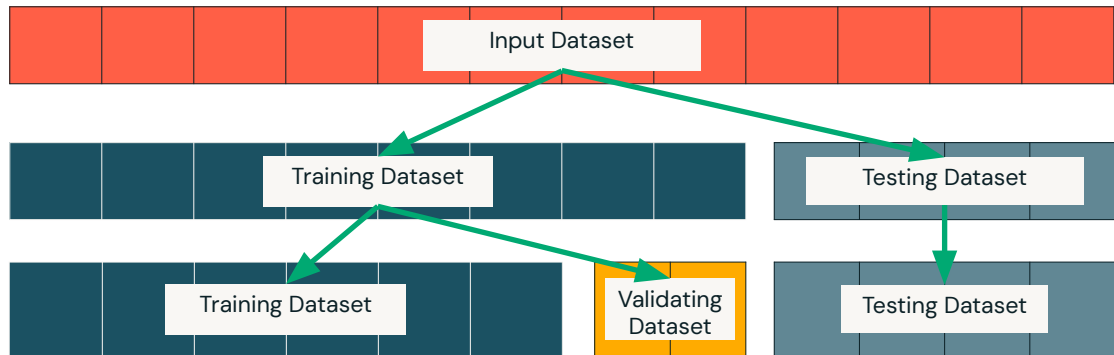 Input Dataset
Training Dataset
Testing Dataset
Training Dataset
Validating
Dataset
Testing Dataset